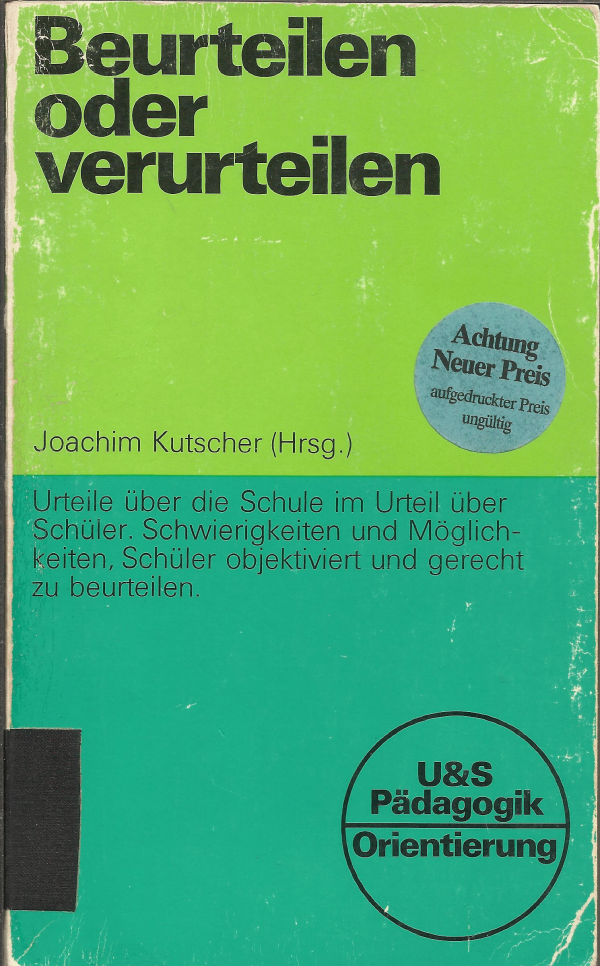 Beurteilen
oder
verurteilen
Achtung
Neuer Preis
aufgedruckter Preis
ungültig
Joachim Kutscher (Hrsg.)
Urteile über die Schule im Urteil über
Schüler. Schwierigkeiten und Möglich-
keiten, Schüler objektiviert und gerecht
zu beurteilen.
U&S
Pädagogik
Orientierung